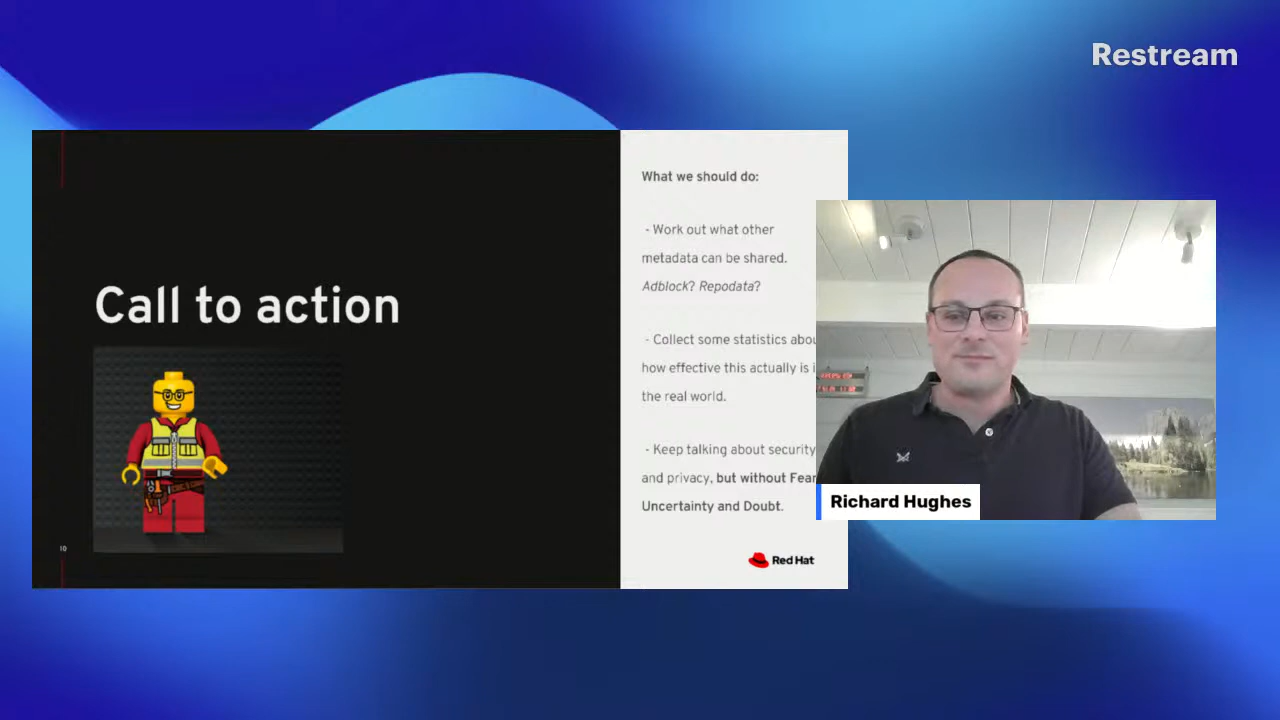 Restream
Call to action
10
What we should do:
- Work out what other
metadata can be shared.
Adblock? Repodata?
- Collect some statistics abou
how effective this actually is i
the real world.
- Keep talking about security
and privacy, but without Fear
Uncertainty and Doubt.
Red Hat
Richard Hughes